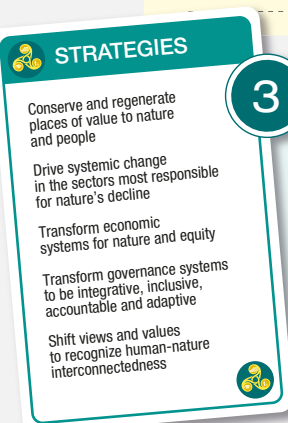 STRATEGIES
3
Conserve and regenerate
places of value to nature
and people
Drive systemic change
in the sectors most responsible
for nature's decline
Transform economic
systems for nature and equity
Transform governance systems
to be integrative, inclusive,
accountable and adaptive
Shift views and values
to recognize human-nature
interconnectedness